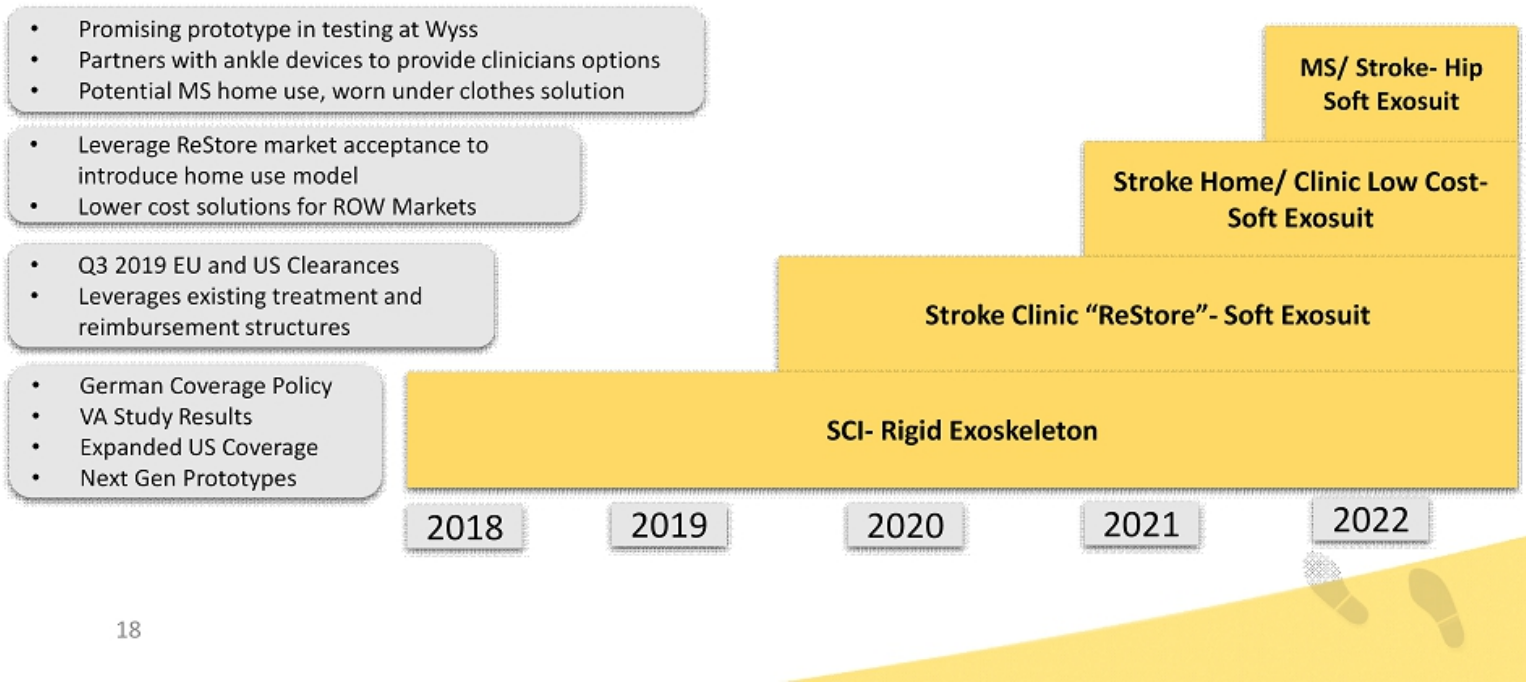 • Promising prototype in testing at Wyss
• Partners with ankle devices to provide clinicians options
• Potential MS home use, worn under clothes solution
MS/ Stroke- Hip
Soft Exosuit
• Leverage ReStore market acceptance to
introduce home use model
• Lower cost solutions for ROW Markets
Stroke Home/ Clinic Low Cost-
Soft Exosuit
• Q3 2019 EU and US Clearances
• Leverages existing treatment and
reimbursement structures
Stroke Clinic “ReStore”- Soft Exosuit
• German Coverage Policy
• VA Study Results
• Expanded US Coverage
• Next Gen Prototypes
SCI- Rigid Exoskeleton
2018 2019 2020 2021 2022
18